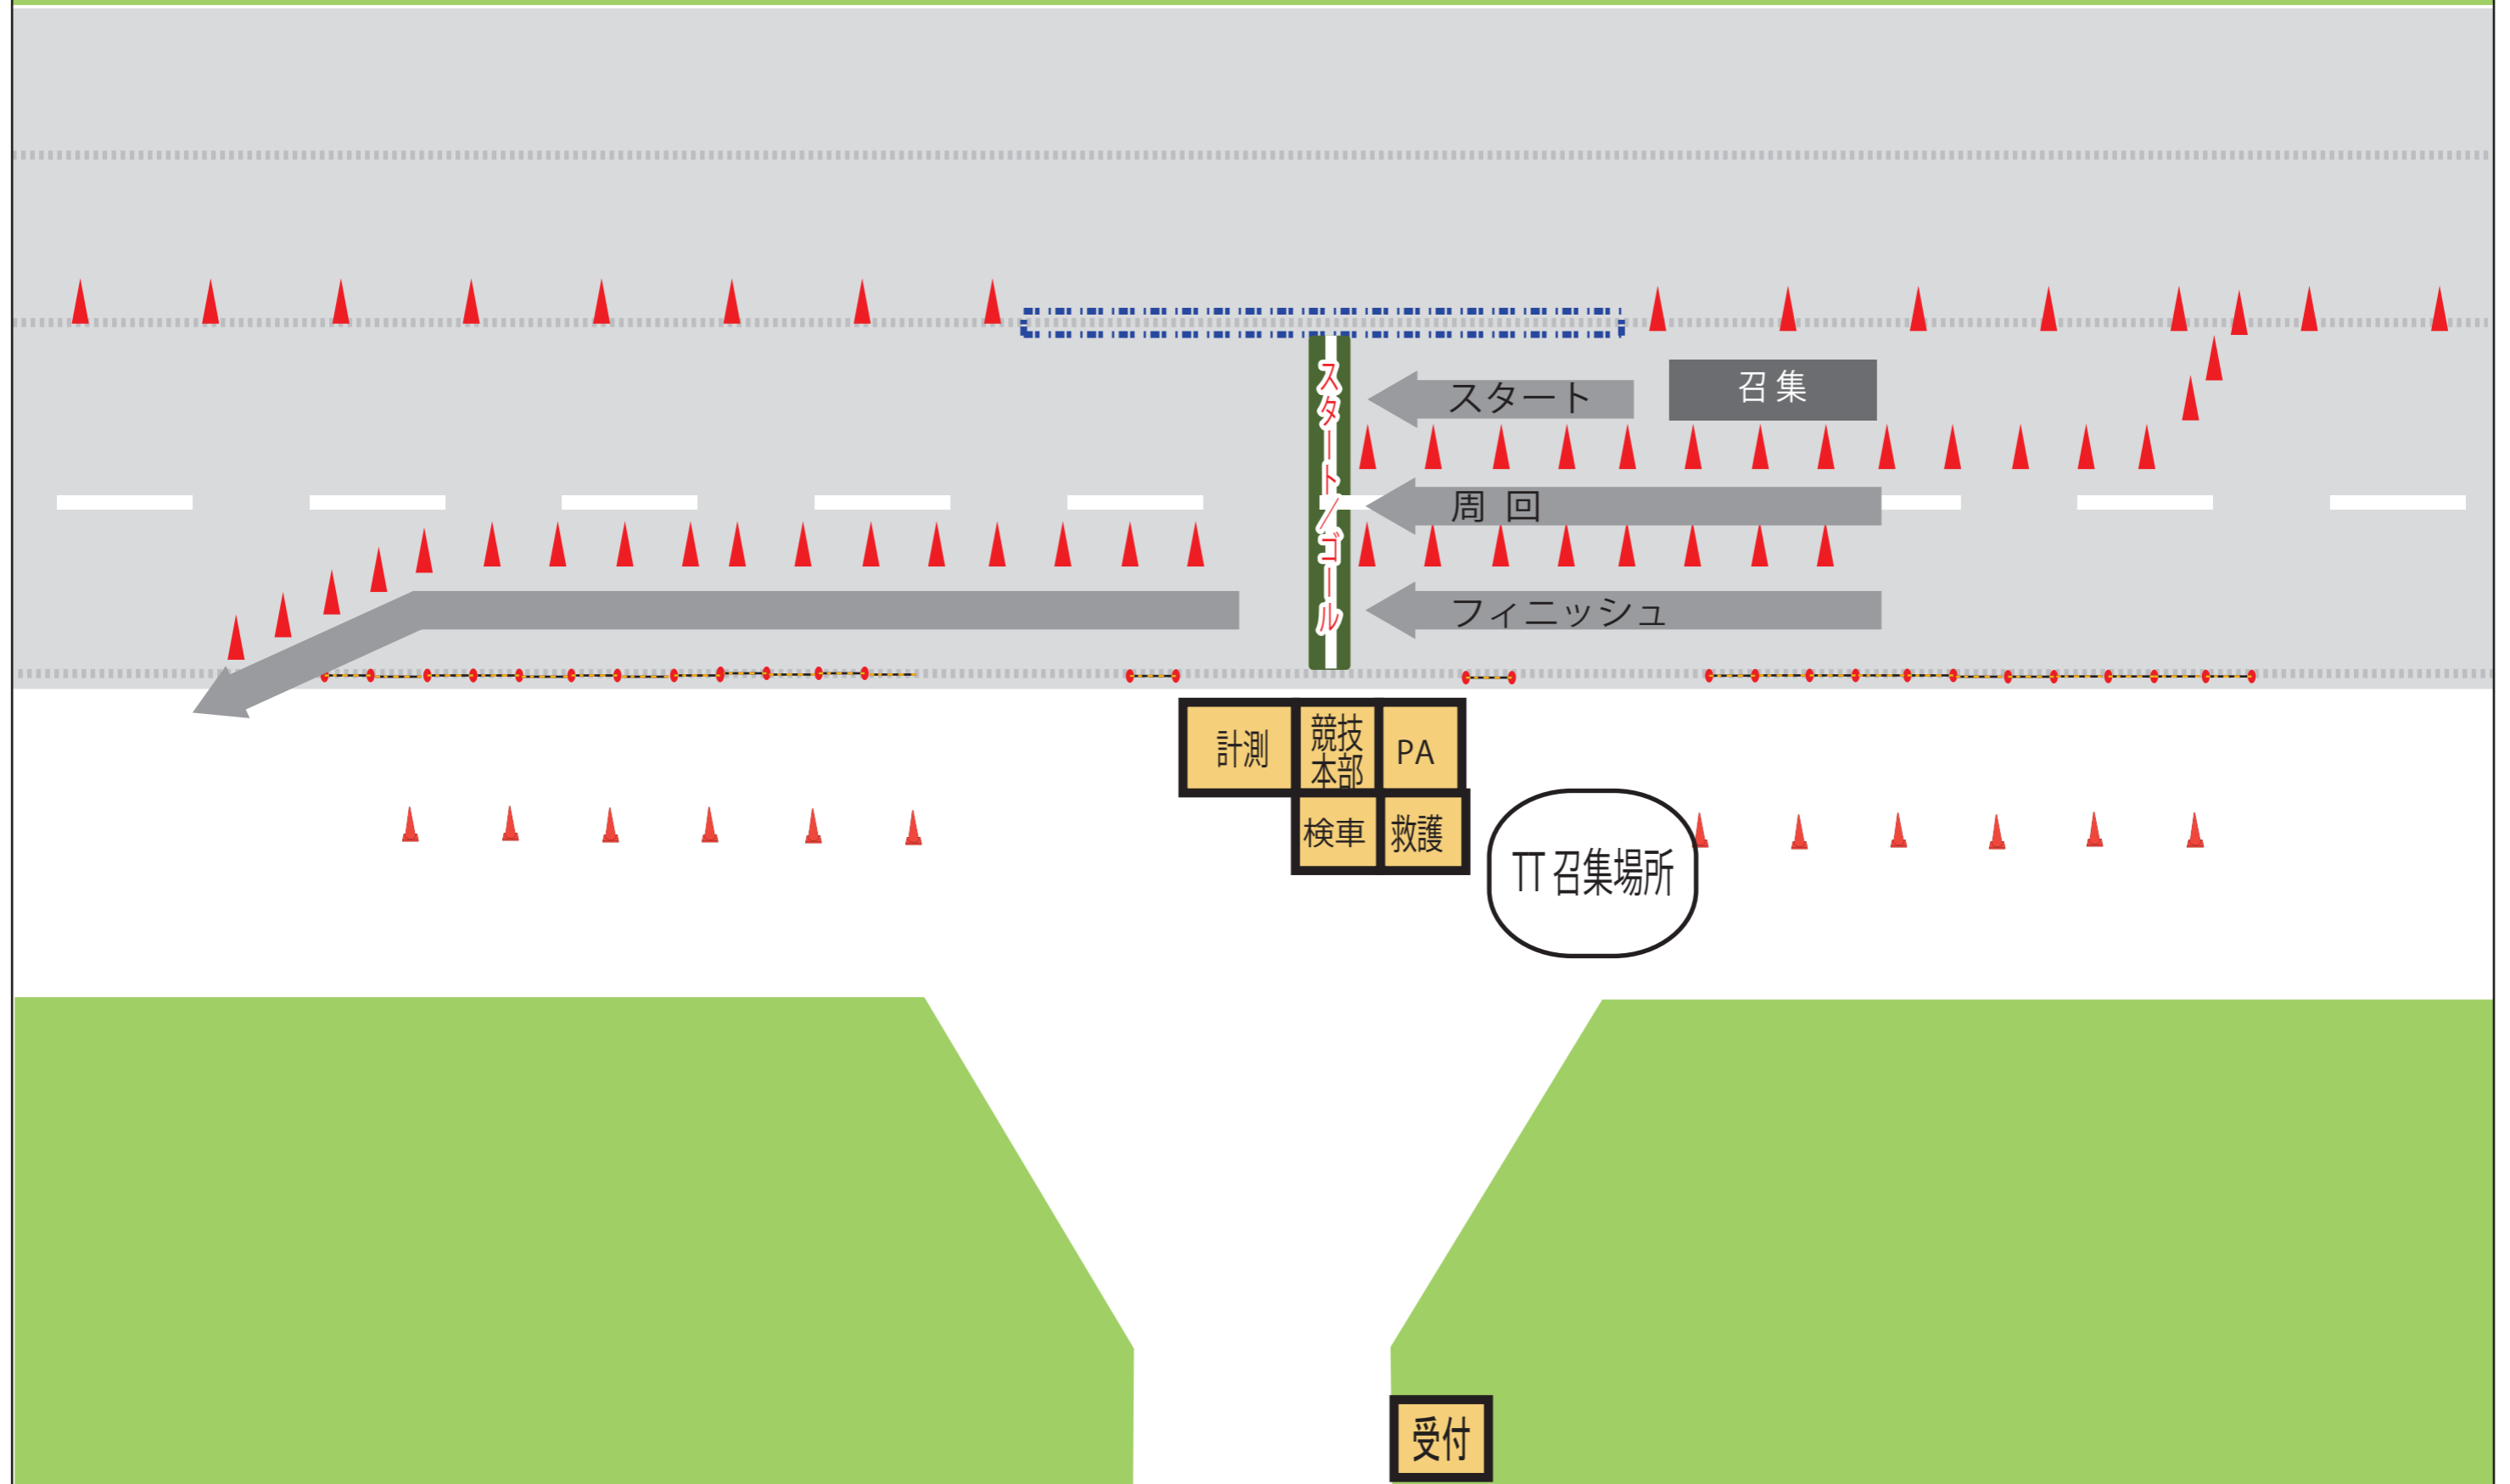 スタート
召集
スタート/ゴール
周回
フィニッシュ
計測
競技
本部
PA
検車
救護
TT 召集場所
受付